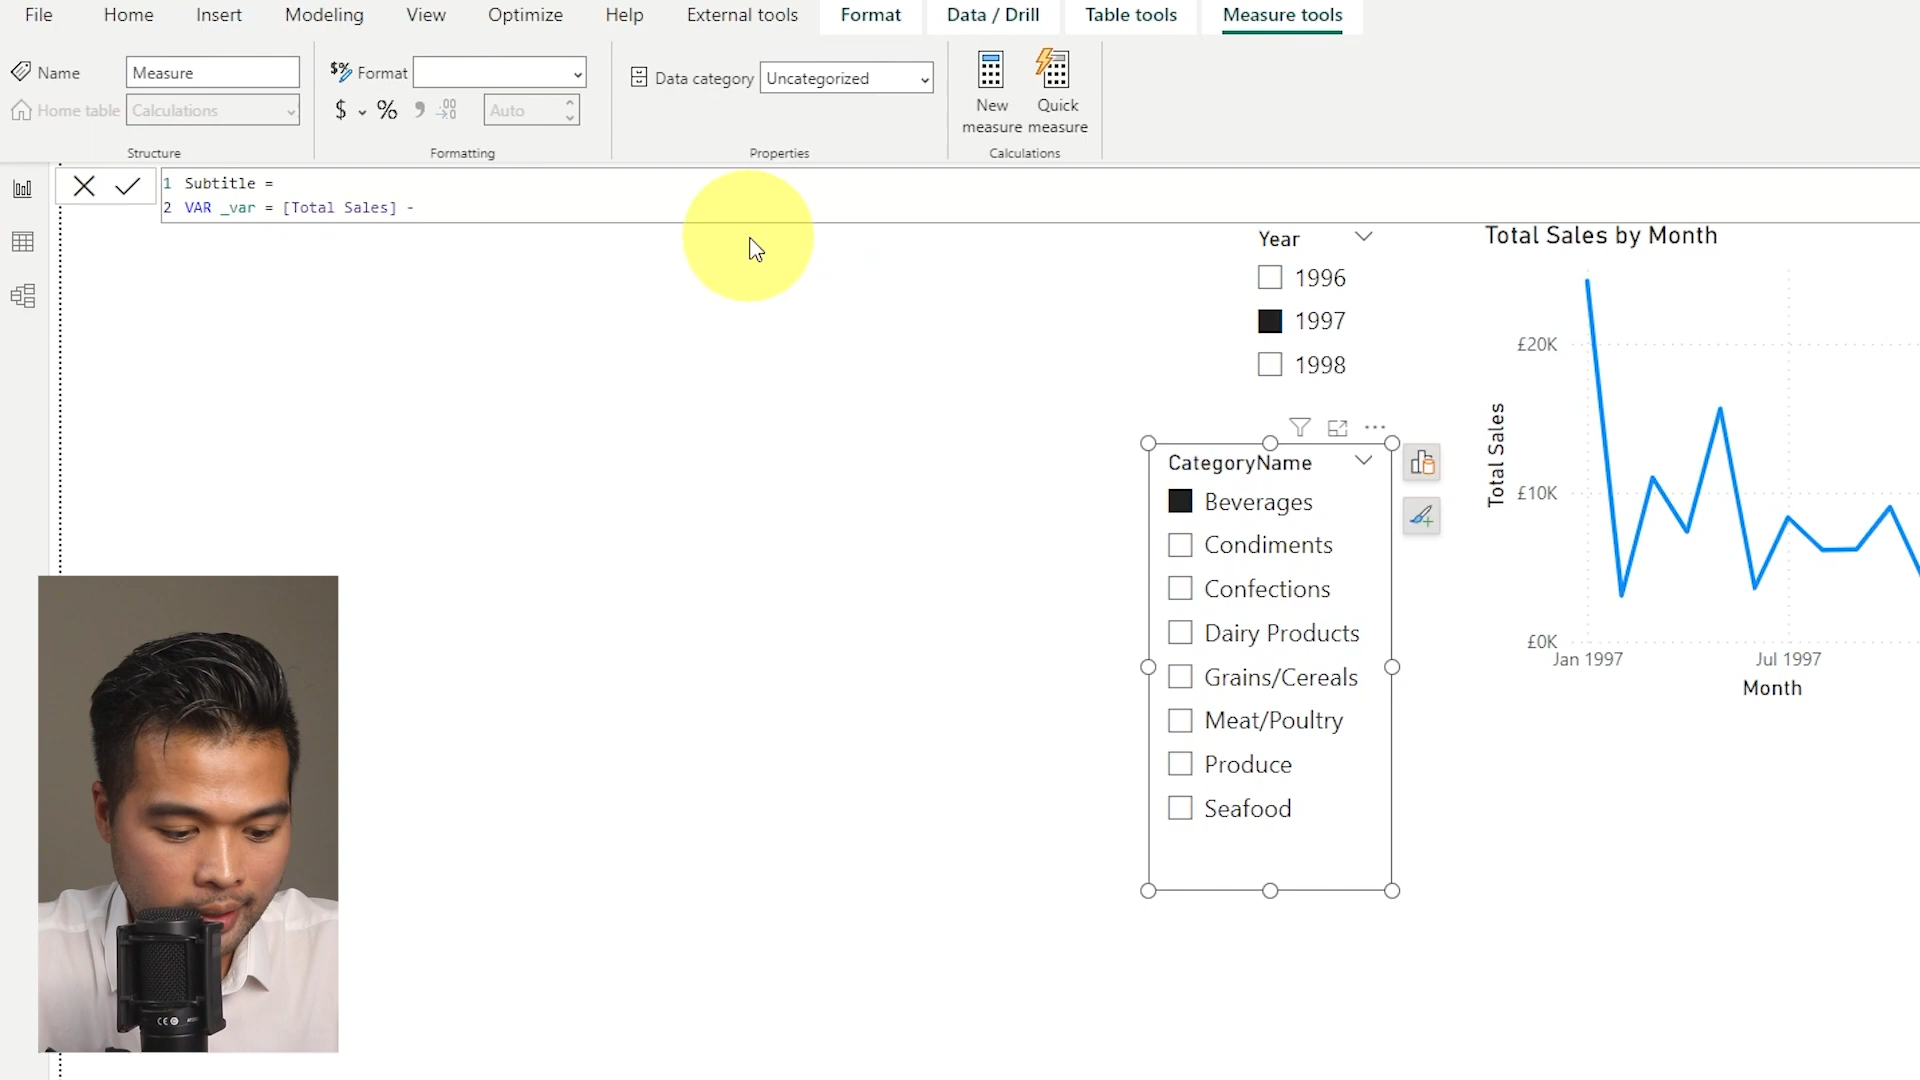 File Home Insert Modeling View Optimize Help External tools Format Data / Drill Table tools Measure tools
Name Measure
Home table Calculations
Structure
$% Format
$ % Auto
Formatting
Data category Uncategorized
Properties
New measure
Quick measure
Calculations
1 Subtitle =
2 VAR _var = [Total Sales] -
Year
1996
1997
1998
CategoryName
Beverages
Condiments
Confections
Dairy Products
Grains/Cereals
Meat/Poultry
Produce
Seafood
Total Sales by Month
Total Sales
£20K
£10K
£0K
Jan 1997 Jul 1997
Month